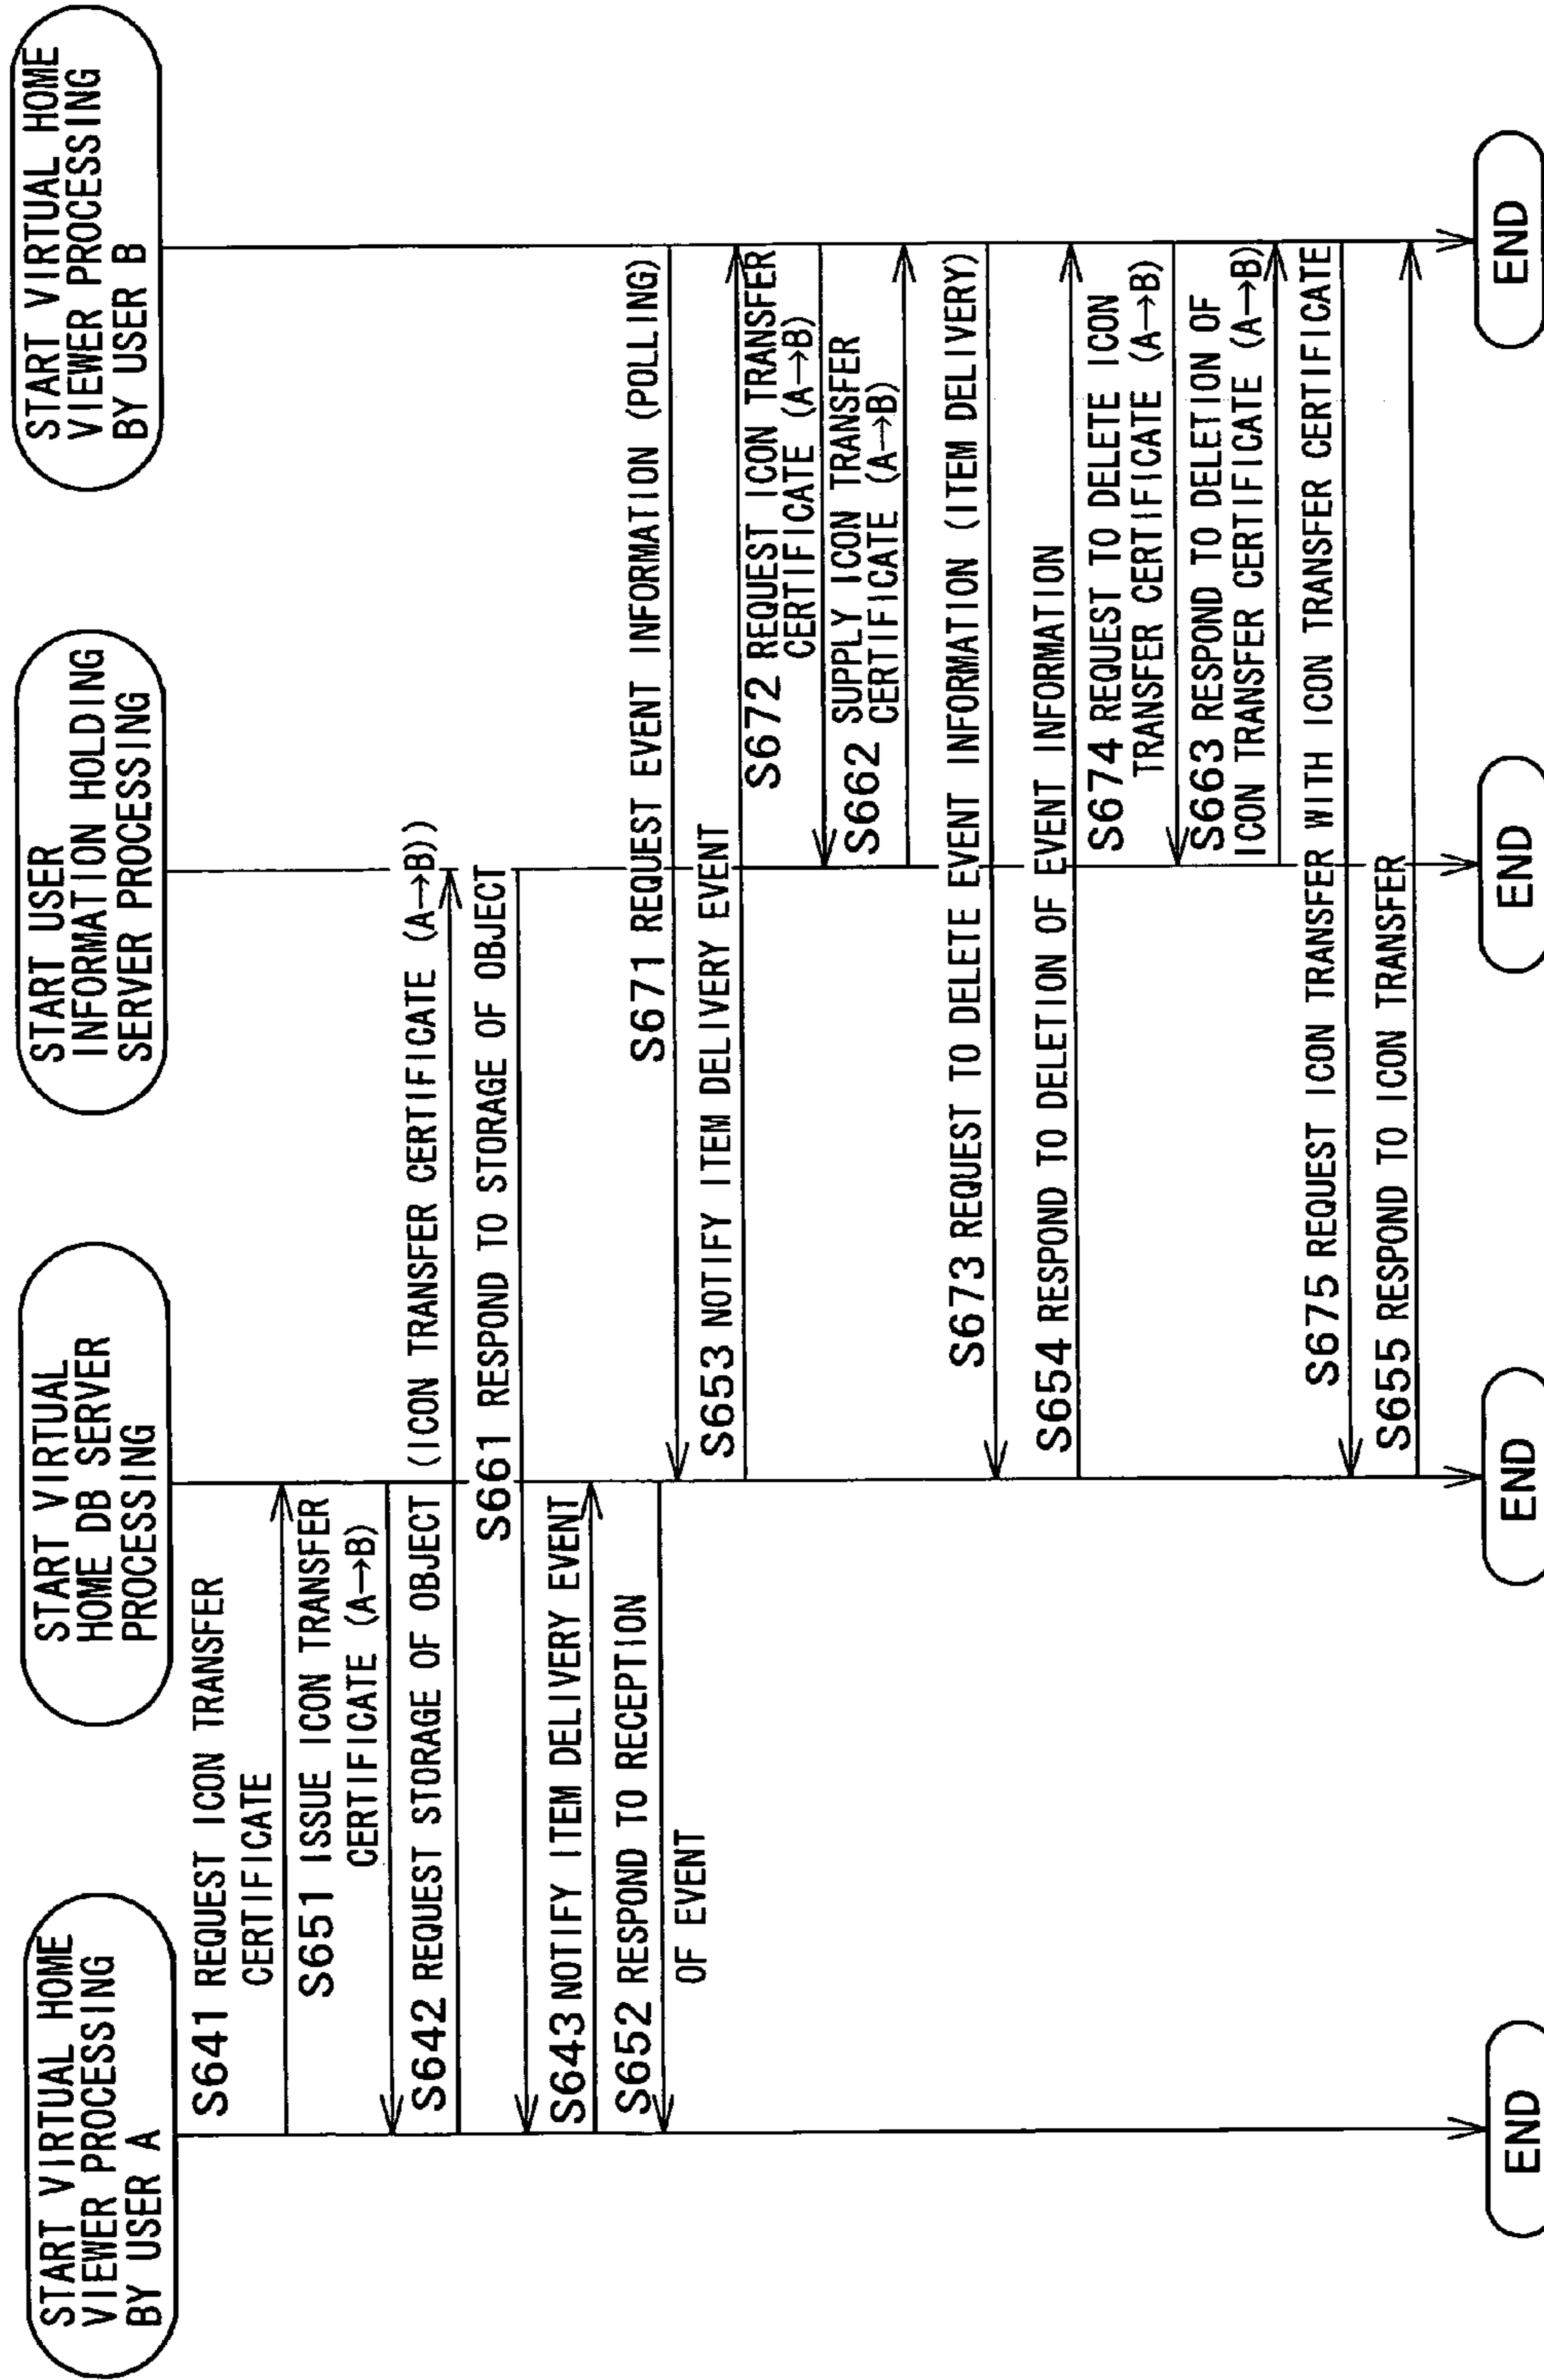 START VIRTUAL HOME
VIEWER PROCESSING
BY USER A
START VIRTUAL
HOME DB SERVER
PROCESSING
START USER
INFORMATION HOLDING
SERVER PROCESSING
START VIRTUAL HOME
VIEWER PROCESSING
BY USER B
S641 REQUEST ICON TRANSFER
CERTIFICATE
S651 ISSUE ICON TRANSFER
CERTIFICATE (A→B)
S642 REQUEST STORAGE OF OBJECT (ICON TRANSFER CERTIFICATE (A→B))
S661 RESPOND TO STORAGE OF OBJECT
S643 NOTIFY ITEM DELIVERY EVENT
S652 RESPOND TO RECEPTION
OF EVENT
S671 REQUEST EVENT INFORMATION (POLLING)
S653 NOTIFY ITEM DELIVERY EVENT
S672 REQUEST ICON TRANSFER
CERTIFICATE (A→B)
S662 SUPPLY ICON TRANSFER
CERTIFICATE (A→B)
S673 REQUEST TO DELETE EVENT INFORMATION (ITEM DELIVERY)
S654 RESPOND TO DELETION OF EVENT INFORMATION
S674 REQUEST TO DELETE ICON
TRANSFER CERTIFICATE (A→B)
S663 RESPOND TO DELETION OF
ICON TRANSFER CERTIFICATE (A→B)
S675 REQUEST ICON TRANSFER WITH ICON TRANSFER CERTIFICATE
S655 RESPOND TO ICON TRANSFER
END
END
END
END